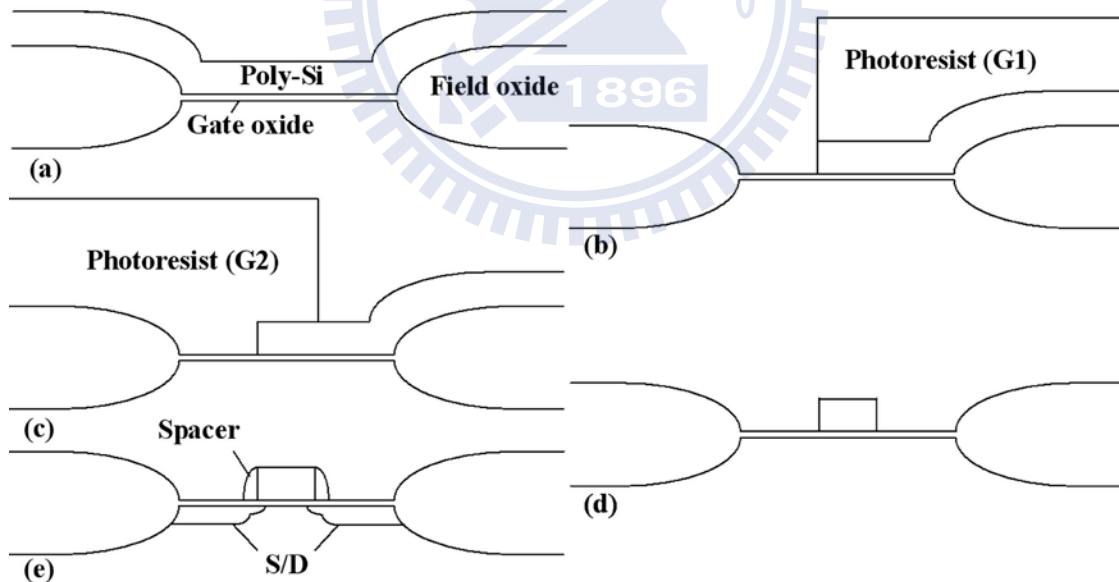 Poly-Si
Field oxide
1896
Gate oxide
(a)
Photoresist (G1)
(b)
Photoresist (G2)
(c)
(d)
Spacer
S/D
(e)